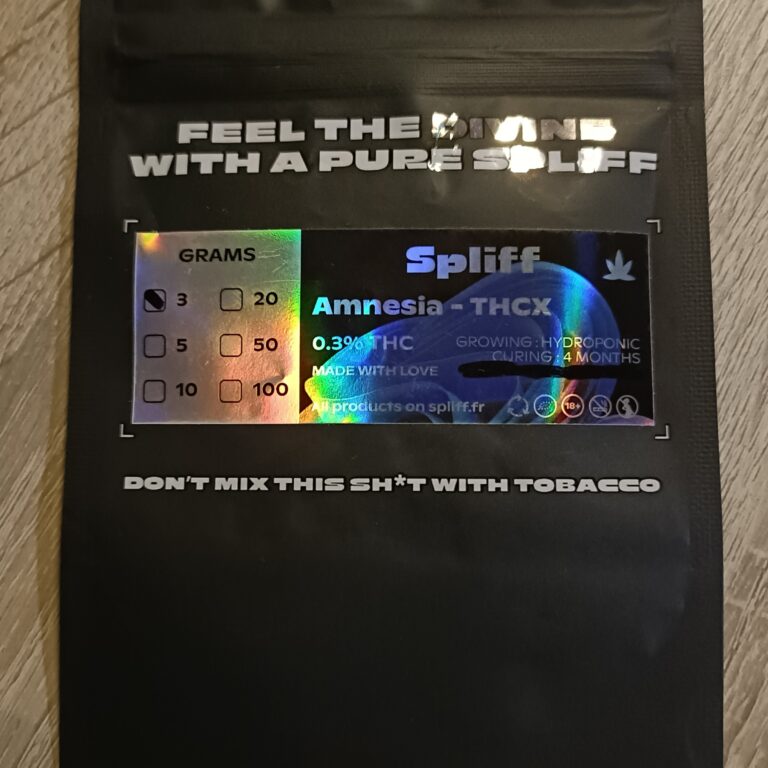 FEEL THE DIVINE
WITH A PURE SPLIFF
GRAMS
3 20
5 50
10 100
Spliff
Amnesia - THCX
0.3% THC
MADE WITH LOVE
GROWING : HYDROPONIC
CURING : 4 MONTHS
All products on spliff.fr
18+
DON'T MIX THIS SH*T WITH TOBACCO